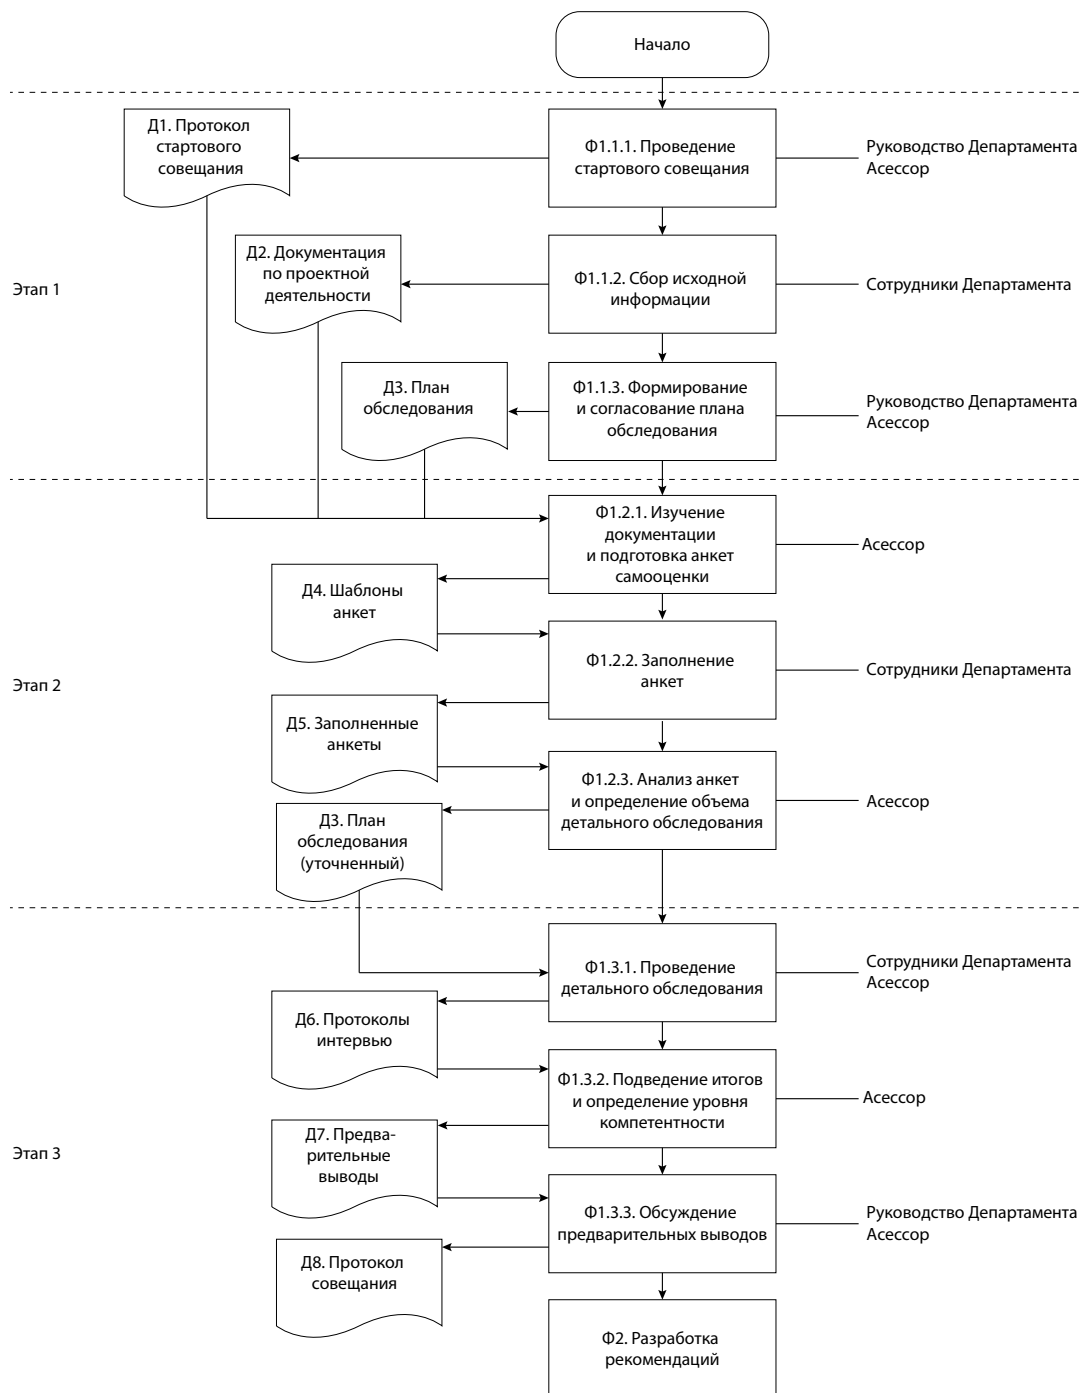 Начало
Д1. Протокол
стартового
совещания
Ф1.1.1. Проведение
стартового совещания
Руководство Департамента
Асессор
Этап 1
Д2. Документация
по проектной
деятельности
Ф1.1.2. Сбор исходной
информации
Сотрудники Департамента
Д3. План
обследования
Ф1.1.3. Формирование
и согласование плана
обследования
Руководство Департамента
Асессор
Ф1.2.1. Изучение
документации
и подготовка анкет
самооценки
Асессор
Д4. Шаблоны
анкет
Этап 2
Ф1.2.2. Заполнение
анкет
Сотрудники Департамента
Д5. Заполненные
анкеты
Ф1.2.3. Анализ анкет
и определение объема
детального обследования
Асессор
Д3. План
обследования
(уточненный)
Ф1.3.1. Проведение
детального обследования
Сотрудники Департамента
Асессор
Д6. Протоколы
интервью
Ф1.3.2. Подведение итогов
и определение уровня
компетентности
Асессор
Этап 3
Д7. Предва-
рительные
выводы
Ф1.3.3. Обсуждение
предварительных выводов
Руководство Департамента
Асессор
Д8. Протокол
совещания
Ф2. Разработка
рекомендаций